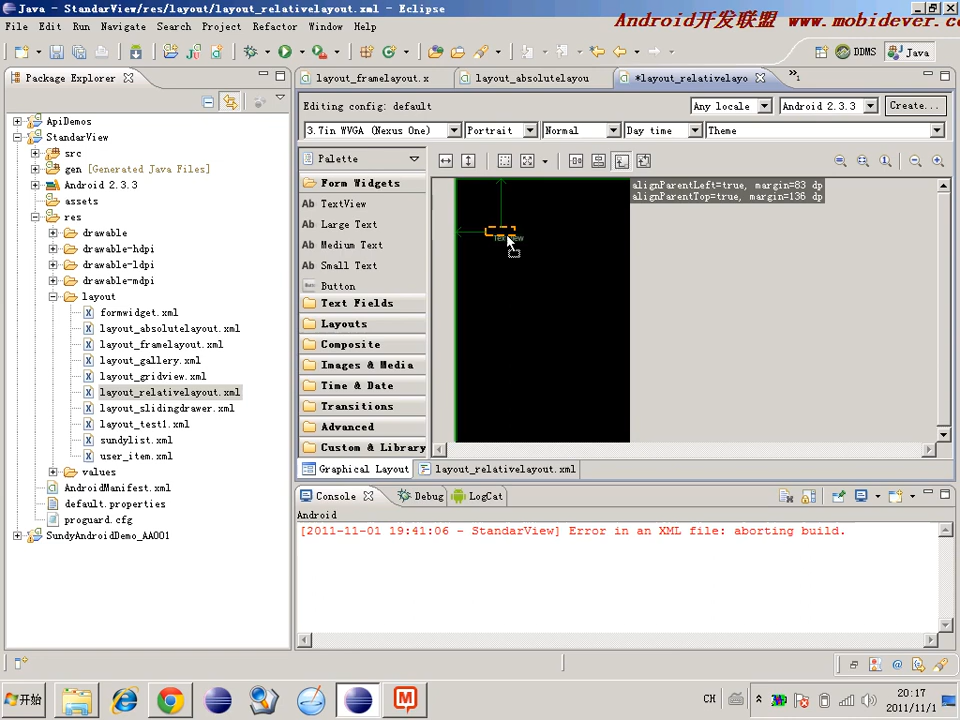 Java - StandarView/res/layout/layout_relativelayout.xml - Eclipse
Android开发联盟 www.mobidever.c
File Edit Run Navigate Search Project Refactor Window Help
DDMS Java
Package Explorer
layout_framelayout.x
layout_absolutelayou
*layout_relativelayo
»1
Editing config: default
Any locale
Android 2.3.3
Create...
3.7in WVGA (Nexus One)
Portrait
Normal
Day time
Theme
ApiDemos
StandarView
src
gen [Generated Java Files]
Android 2.3.3
assets
res
drawable
drawable-hdpi
drawable-ldpi
drawable-mdpi
layout
formwidget.xml
layout_absolutelayout.xml
layout_framelayout.xml
layout_gallery.xml
layout_gridview.xml
layout_relativelayout.xml
layout_slidingdrawer.xml
layout_test1.xml
sundylist.xml
user_item.xml
values
AndroidManifest.xml
default.properties
proguard.cfg
SundyAndroidDemo_AA001
Palette
Form Widgets
Ab TextView
Ab Large Text
Ab Medium Text
Ab Small Text
Button
Text Fields
Layouts
Composite
Images & Media
Time & Date
Transitions
Advanced
Custom & Library
alignParentLeft=true, margin=83 dp
alignParentTop=true, margin=136 dp
Graphical Layout
layout_relativelayout.xml
Console
Debug
LogCat
Android
[2011-11-01 19:41:06 - StandarView] Error in an XML file: aborting build.
开始
CH
20:17
2011/11/1